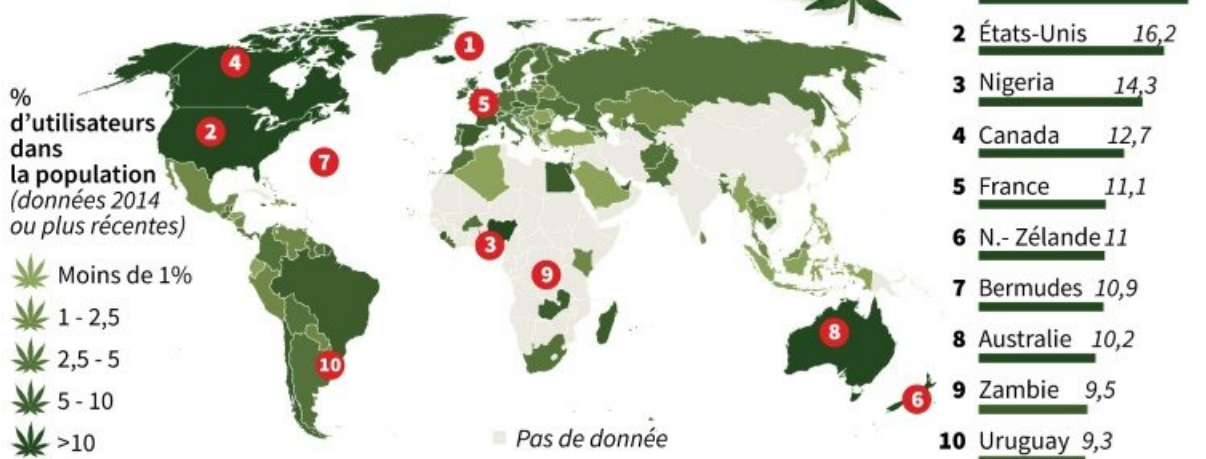 %
d’utilisateurs
dans
la population
(données 2014
ou plus récentes)
Moins de 1%
1 - 2,5
2,5 - 5
5 - 10
>10
1
4
5
2
7
3
9
8
10
6
Pas de donnée
2 États-Unis 16,2
3 Nigeria 14,3
4 Canada 12,7
5 France 11,1
6 N.- Zélande 11
7 Bermudes 10,9
8 Australie 10,2
9 Zambie 9,5
10 Uruguay 9,3